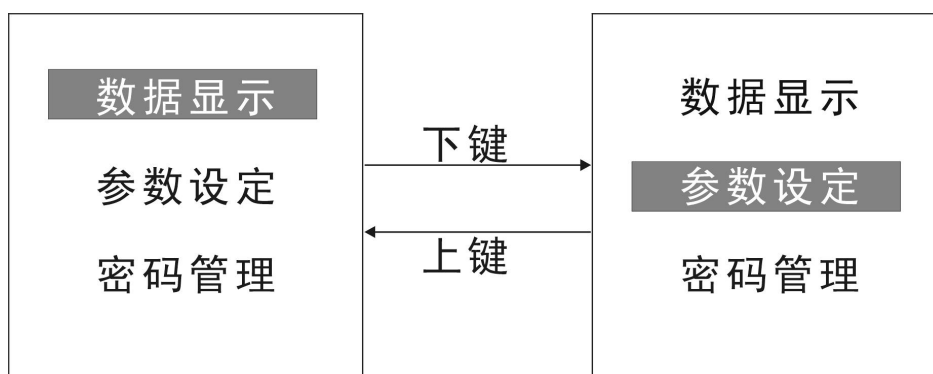 数据显示
参数设定
密码管理
下键
上键
数据显示
参数设定
密码管理